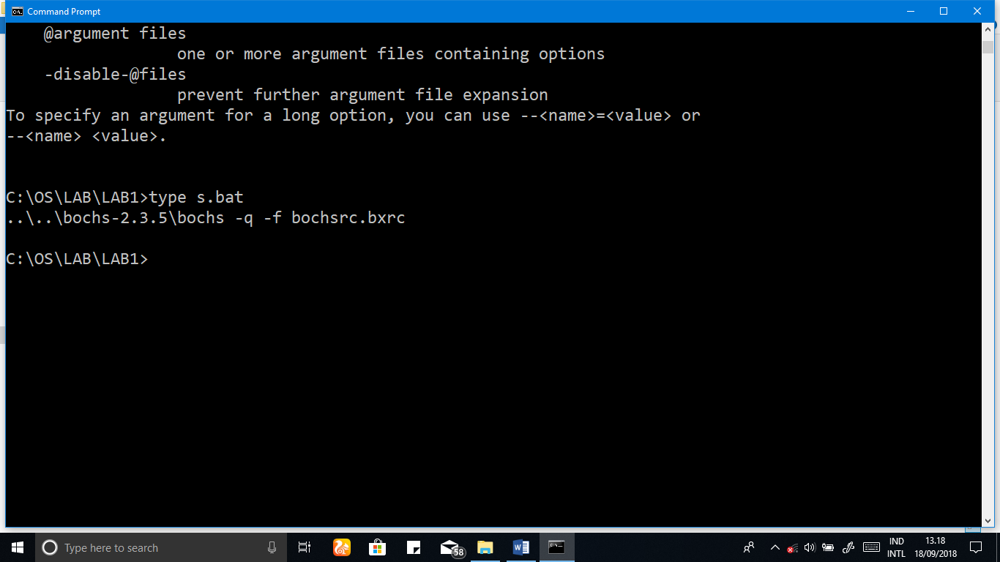 Command Prompt
@argument files
one or more argument files containing options
-disable-@files
prevent further argument file expansion
To specify an argument for a long option, you can use --<name>=<value> or
--<name> <value>.
C:\OS\LAB\LAB1>type s.bat
..\..\bochs-2.3.5\bochs -q -f bochsrc.bxrc
C:\OS\LAB\LAB1>
Type here to search
58
IND
INTL
13.18
18/09/2018